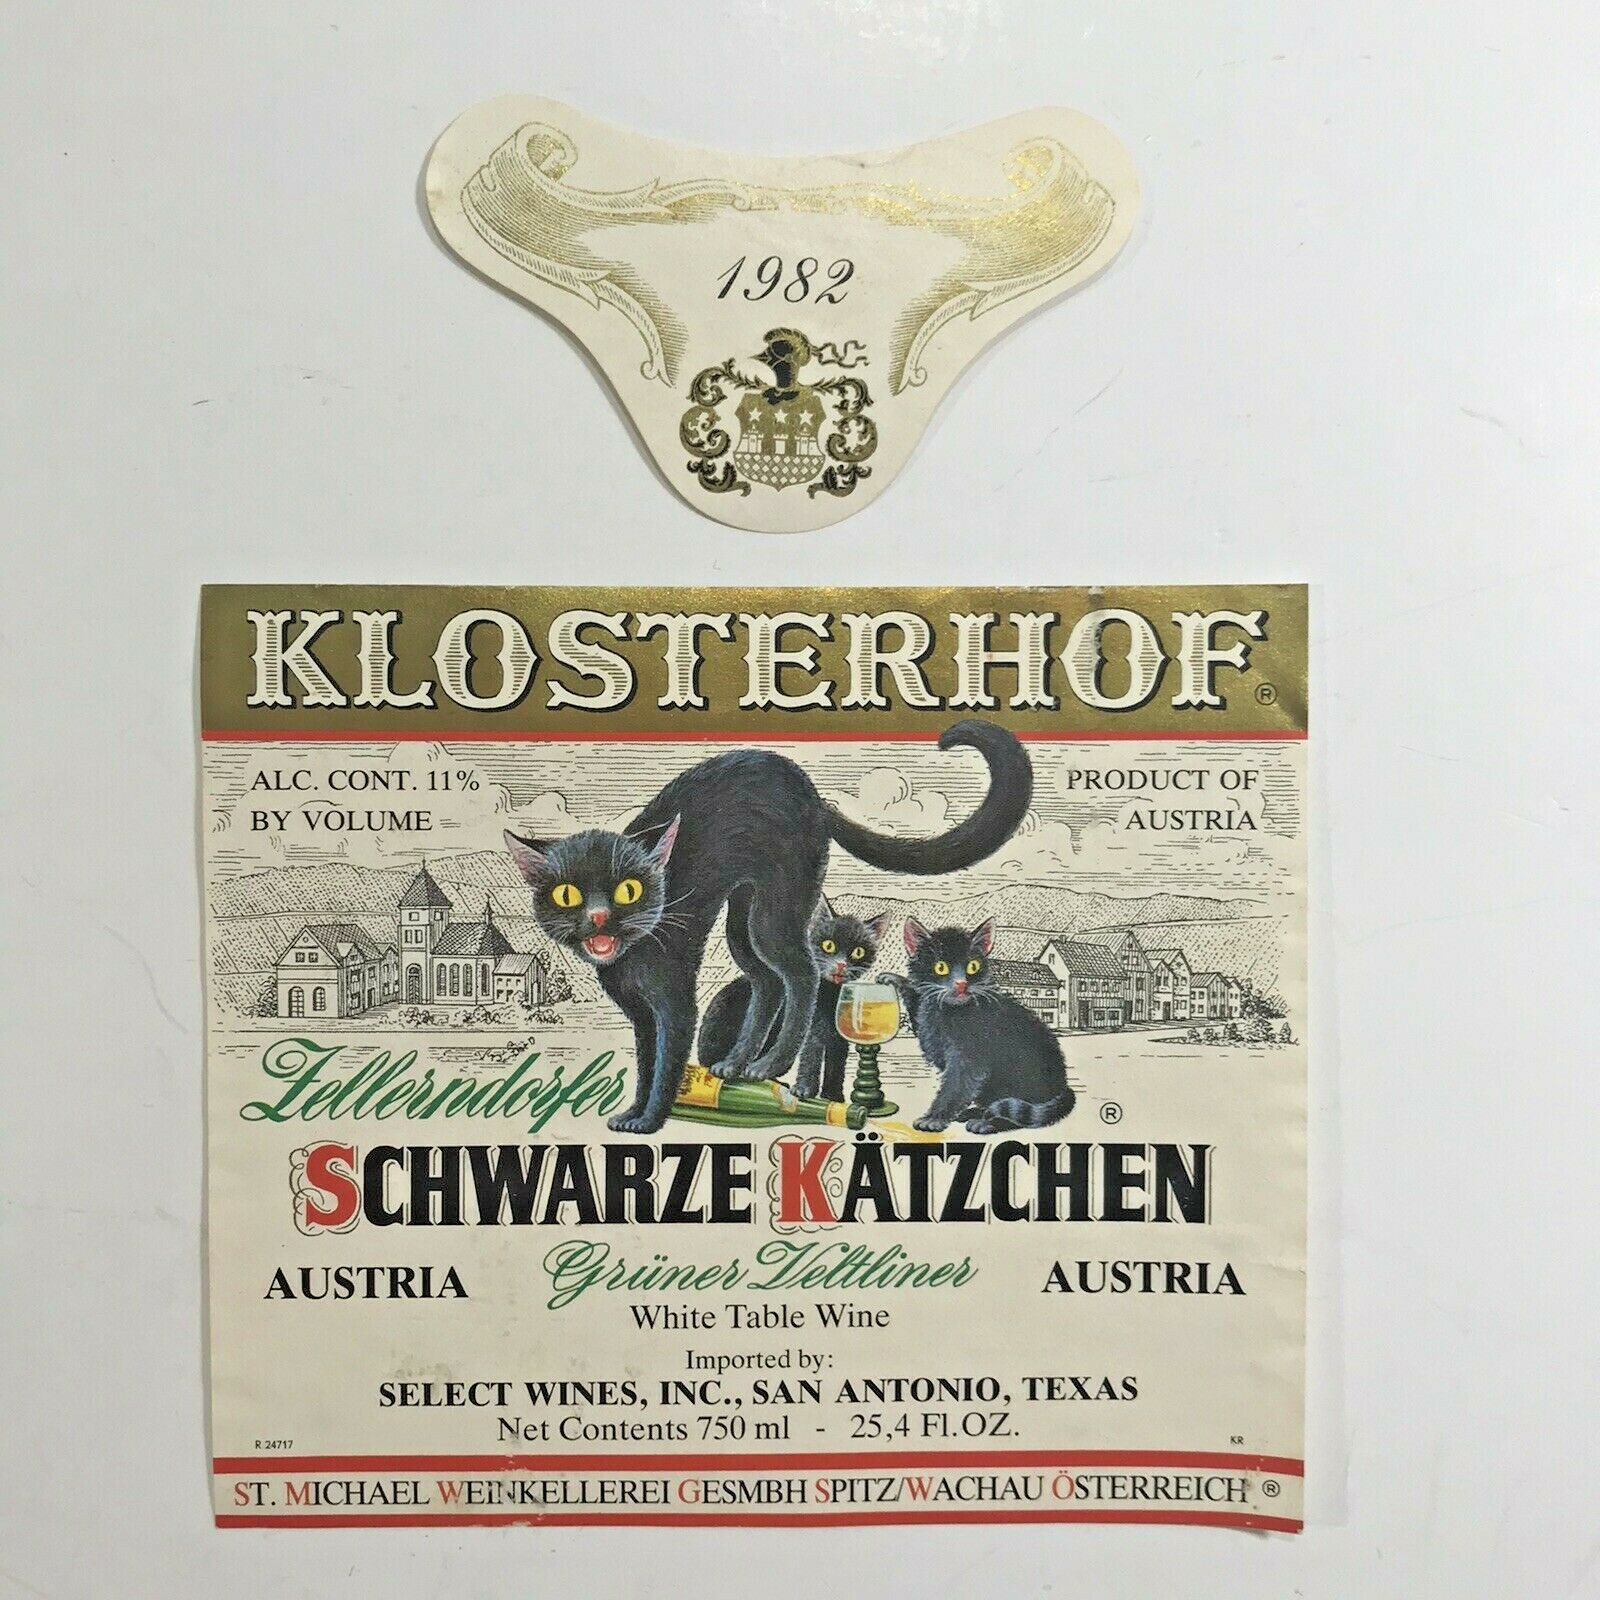 1982
KLOSTERHOF ®
ALC. CONT. 11%
BY VOLUME
PRODUCT OF
AUSTRIA
Zellerndorfer
®
SCHWARZE KÄTZCHEN
AUSTRIA
Grüner Veltliner
AUSTRIA
White Table Wine
Imported by:
SELECT WINES, INC., SAN ANTONIO, TEXAS
Net Contents 750 ml - 25,4 Fl.OZ.
R 24717
KR
ST. MICHAEL WEINKELLEREI GESMBH SPITZ/WACHAU ÖSTERREICH ®